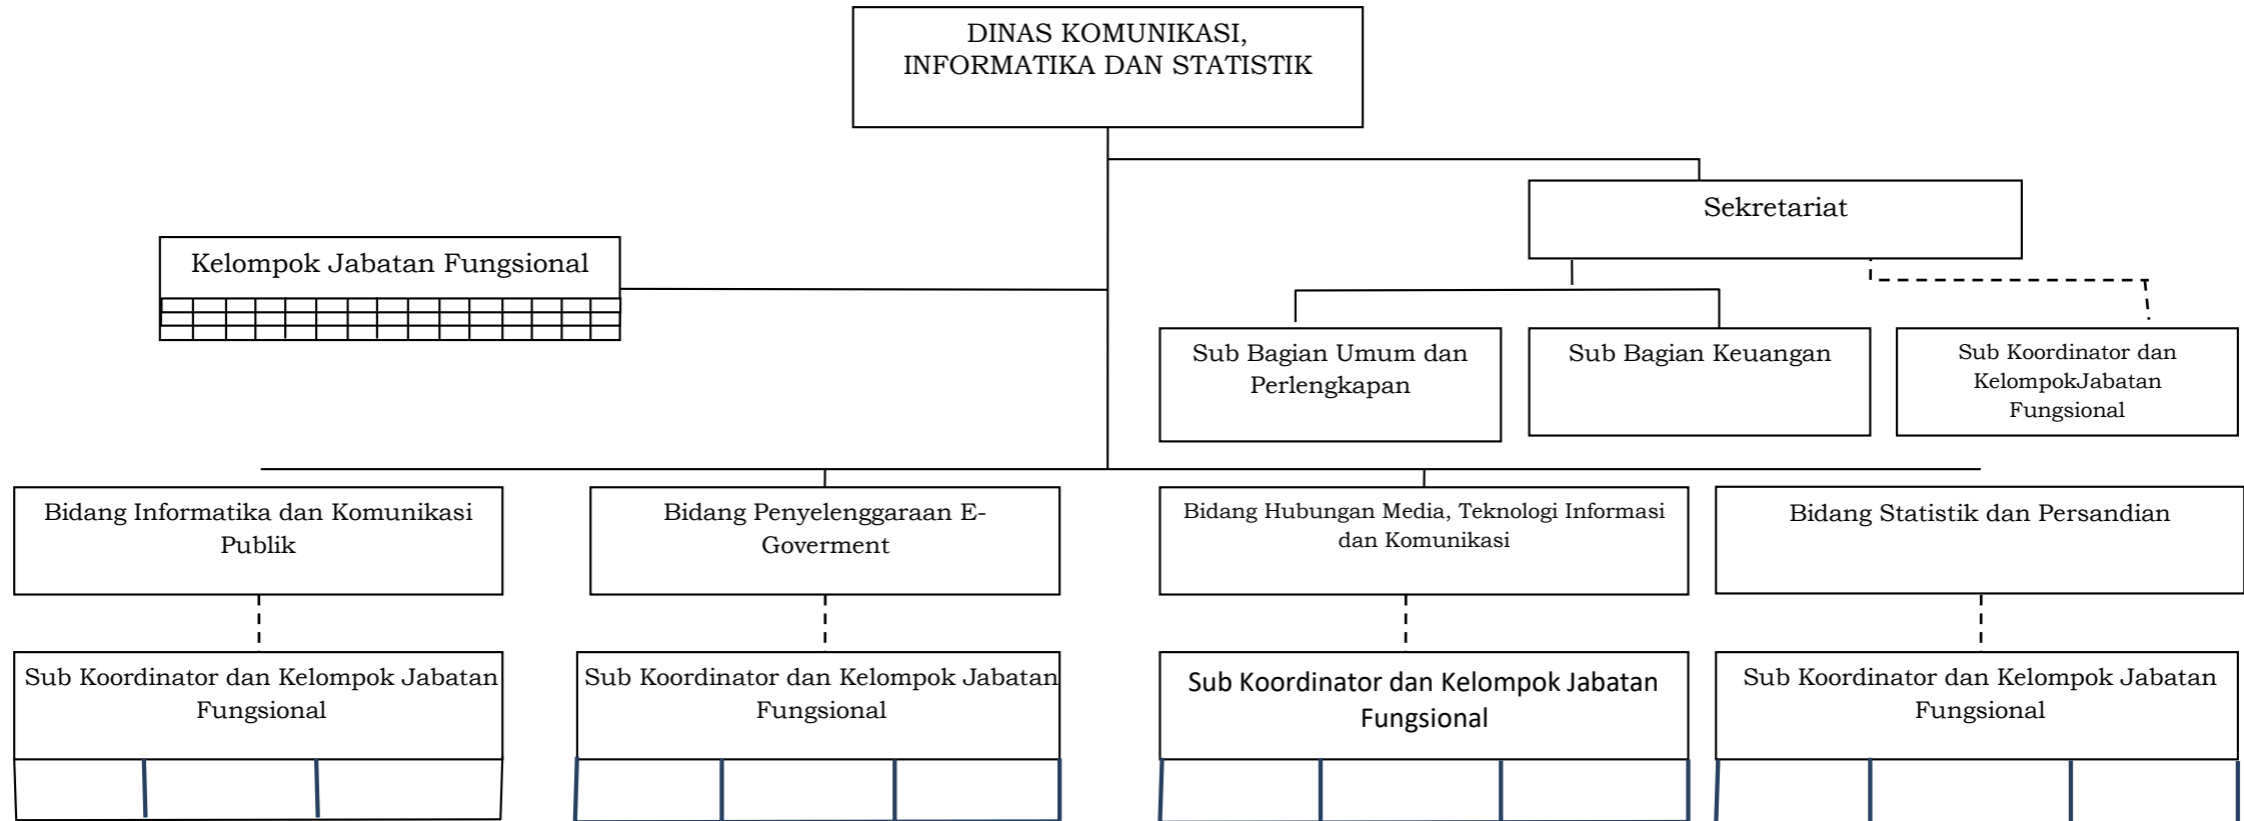 DINAS KOMUNIKASI,
INFORMATIKA DAN STATISTIK
Sekretariat
Kelompok Jabatan Fungsional
Sub Bagian Umum dan
Perlengkapan
Sub Bagian Keuangan
Sub Koordinator dan
KelompokJabatan
Fungsional
Bidang Informatika dan Komunikasi
Publik
Bidang Penyelenggaraan E-
Goverment
Bidang Hubungan Media, Teknologi Informasi
dan Komunikasi
Bidang Statistik dan Persandian
Sub Koordinator dan Kelompok Jabatan
Fungsional
Sub Koordinator dan Kelompok Jabatan
Fungsional
Sub Koordinator dan Kelompok Jabatan
Fungsional
Sub Koordinator dan Kelompok Jabatan
Fungsional